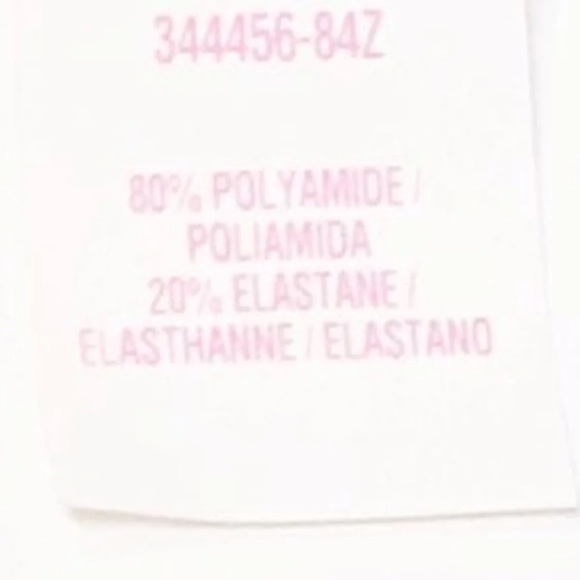 344456-84Z
80% POLYAMIDE /
POLIAMIDA
20% ELASTANE /
ELASTHANNE / ELASTANO